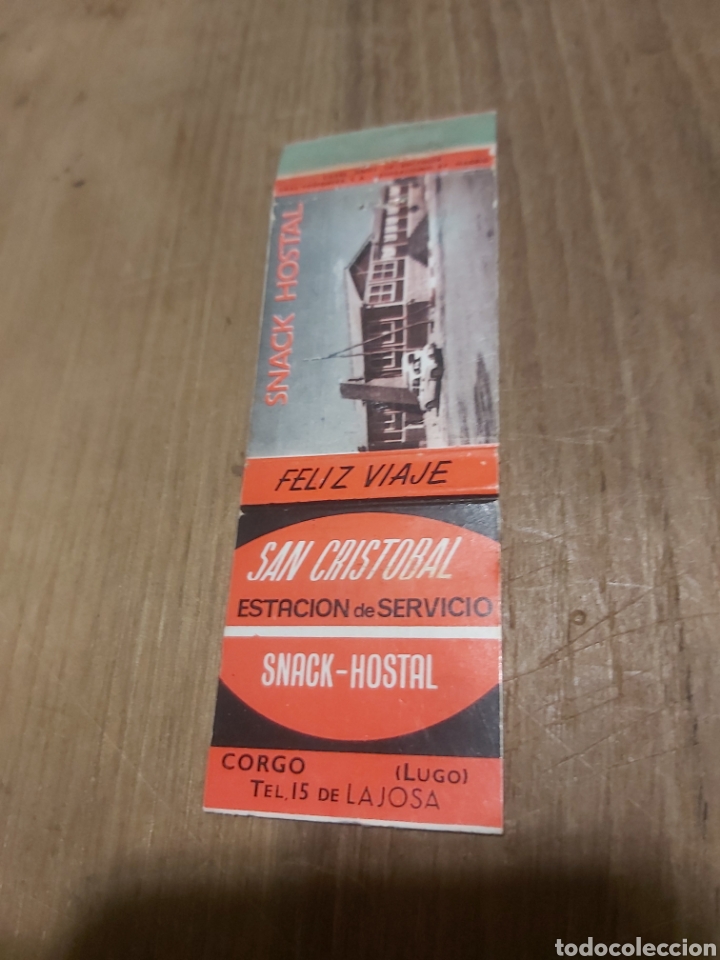 SNACK HOSTAL
FELIZ VIAJE
SAN CRISTOBAL
ESTACION de SERVICIO
SNACK-HOSTAL
CORGO (LUGO)
TEL, 15 DE LAJOSA
todocoleccion